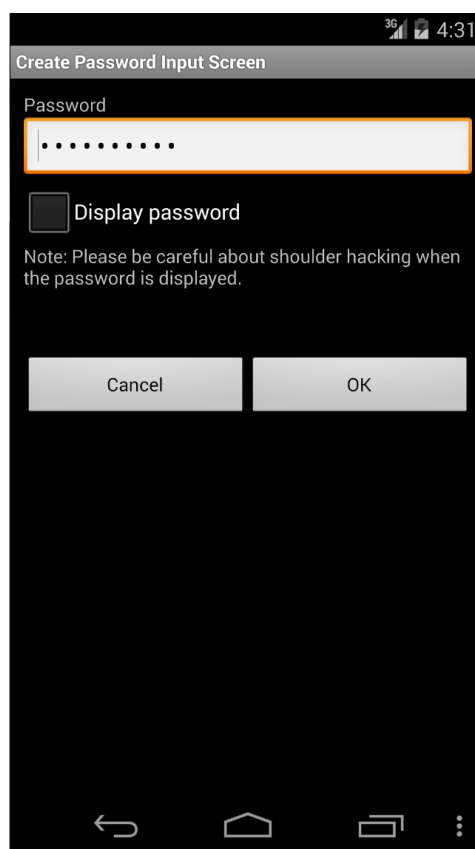 3G 4:31
Create Password Input Screen
Password
••••••••••
Display password
Note: Please be careful about shoulder hacking when
the password is displayed.
Cancel OK